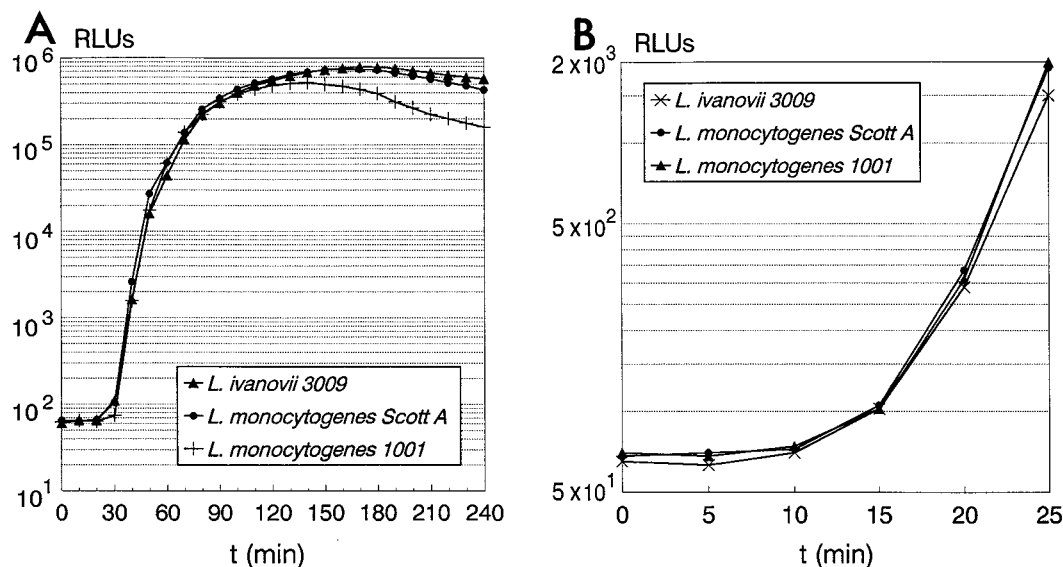 A
RLUs
10^6
10^5
10^4
10^3
10^2
10^1
L. ivanovii 3009
L. monocytogenes Scott A
L. monocytogenes 1001
0 30 60 90 120 150 180 210 240
t (min)
B
RLUs
2 x10^3
5 x10^2
5 x10^1
L. ivanovii 3009
L. monocytogenes Scott A
L. monocytogenes 1001
0 5 10 15 20 25
t (min)